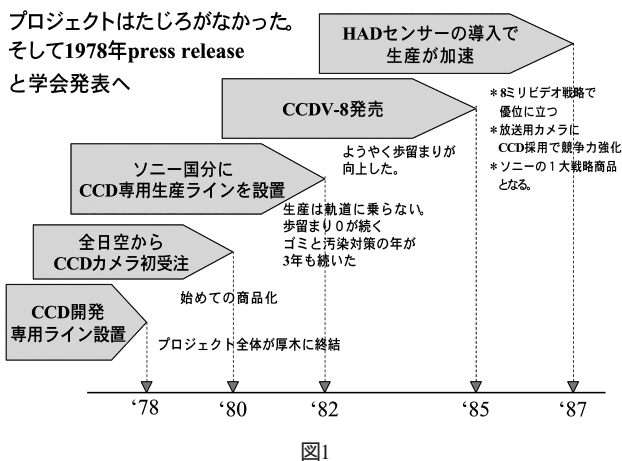 プロジェクトはたじろがなかった。
そして1978年press release
と学会発表へ
HADセンサーの導入で
生産が加速
CCDV-8発売
＊8ミリビデオ戦略で
優位に立つ
＊放送用カメラに
CCD採用で競争力強化
＊ソニーの１大戦略商品
となる。
ようやく歩留まりが
向上した。
ソニー国分に
CCD専用生産ラインを設置
生産は軌道に乗らない。
歩留まり０が続く
ゴミと汚染対策の年が
3年も続いた
全日空から
CCDカメラ初受注
始めての商品化
CCD開発
専用ライン設置
プロジェクト全体が厚木に終結
‘78
‘80
‘82
‘85
‘87
図1